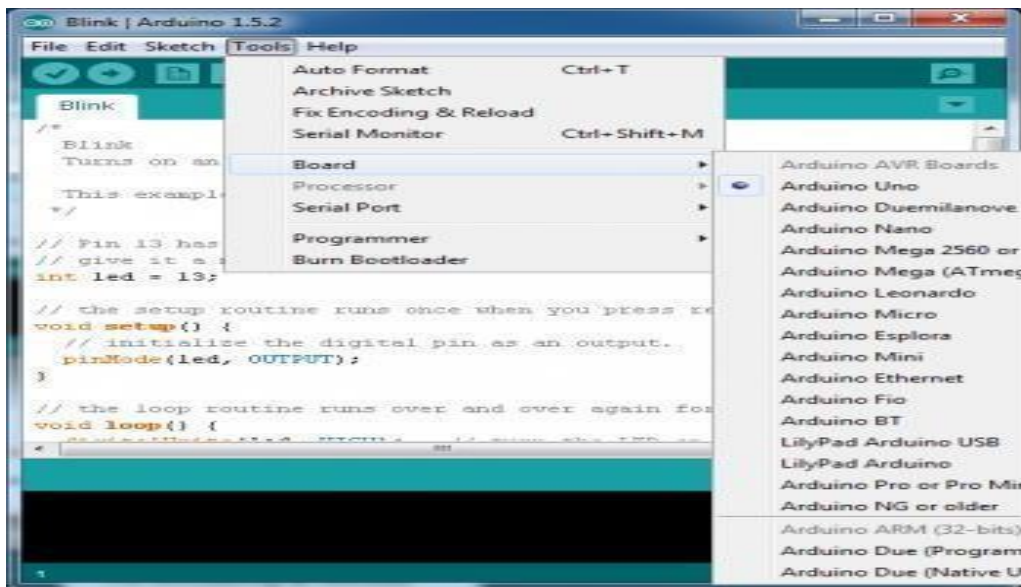 Blink | Arduino 1.5.2
File Edit Sketch Tools Help
Auto Format Ctrl+T
Archive Sketch
Fix Encoding & Reload
Serial Monitor Ctrl+Shift+M
Board
Processor
Serial Port
Programmer
Burn Bootloader
Blink
/*
Blink
Turns on an
This exampl
*/
// Pin 13 has
// give it a
int led = 13;
// the setup routine runs once when you press re
void setup() {
// initialize the digital pin as an output.
pinMode(led, OUTPUT);
}
// the loop routine runs over and over again for
void loop() {
Arduino AVR Boards
Arduino Uno
Arduino Duemilanove
Arduino Nano
Arduino Mega 2560 or
Arduino Mega (ATmeg
Arduino Leonardo
Arduino Micro
Arduino Esplora
Arduino Mini
Arduino Ethernet
Arduino Fio
Arduino BT
LilyPad Arduino USB
LilyPad Arduino
Arduino Pro or Pro Mi
Arduino NG or older
Arduino ARM (32-bits)
Arduino Due (Program
Arduino Due (Native U
1